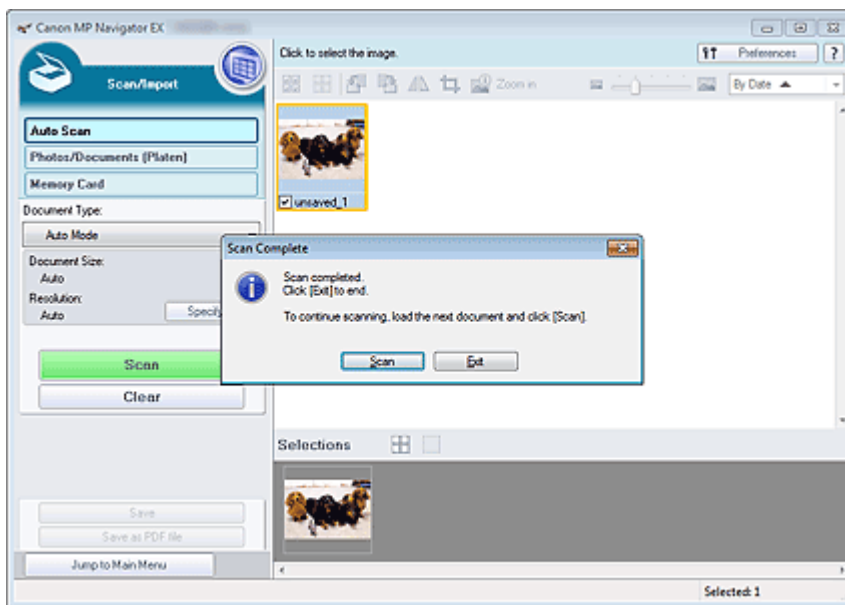 Canon MP Navigator EX
Scan/Import
Click to select the image.
Preferences
?
Zoom in
By Date
Auto Scan
Photos/Documents (Platen)
Memory Card
Document Type:
Auto Mode
Document Size:
Auto
Resolution:
Auto
Specify
Scan
Clear
unsaved_1
Scan Complete
Scan completed.
Click [Exit] to end.
To continue scanning, load the next document and click [Scan].
Scan
Exit
Selections
Save
Save as PDF file
Jump to Main Menu
Selected: 1